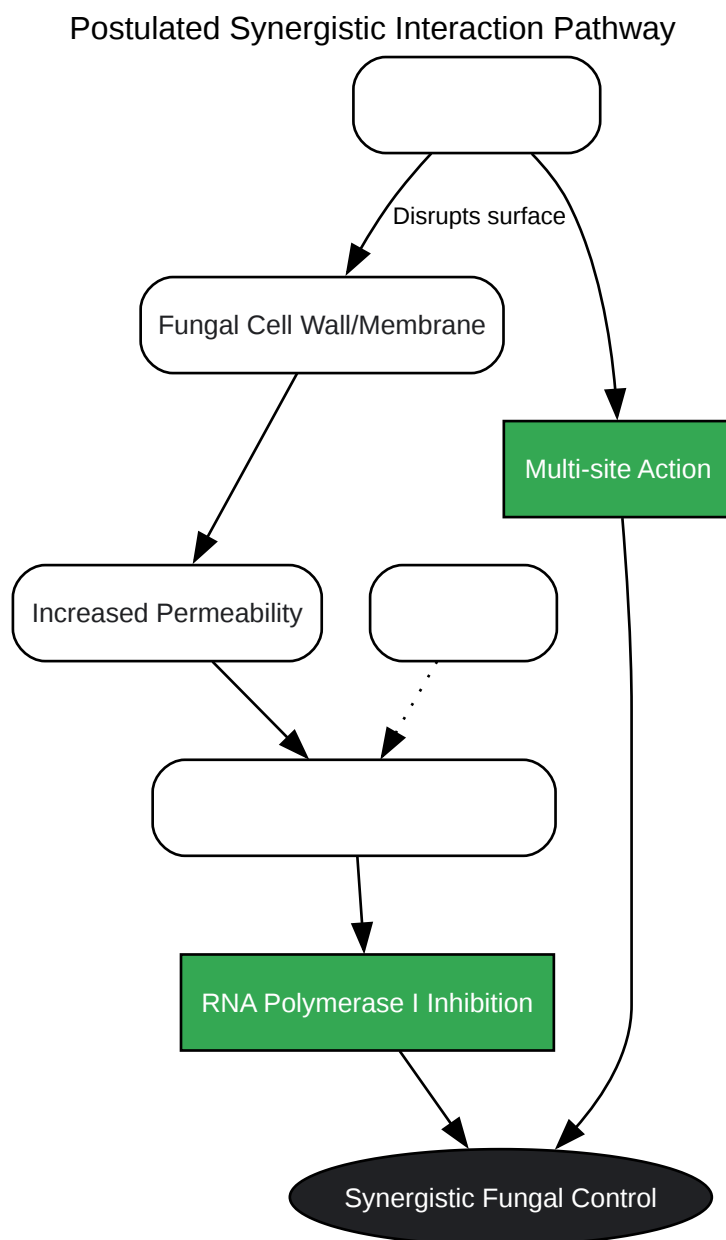 Postulated Synergistic Interaction Pathway
Disrupts surface
Fungal Cell Wall/Membrane
Multi-site Action
Increased Permeability
RNA Polymerase I Inhibition
Synergistic Fungal Control